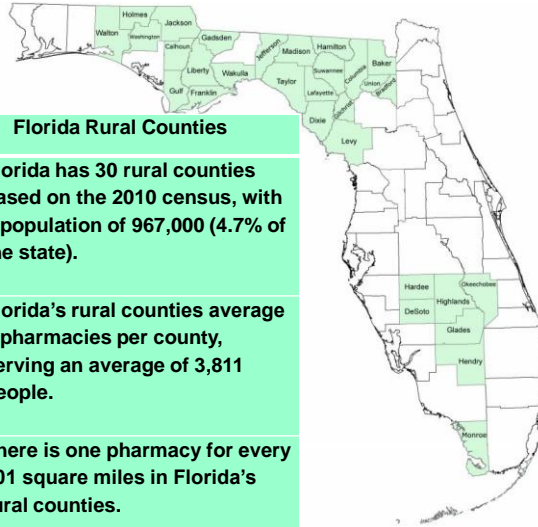 Holmes
Jackson
Walton
Washington
Gadsden
Calhoun
Liberty
Wakulla
Gulf
Franklin
Jefferson
Madison
Hamilton
Taylor
Suwannee
Columbia
Baker
Union
Bradford
Lafayette
Gilchrist
Dixie
Levy
Florida Rural Counties
orida has 30 rural counties
ased on the 2010 census, with
population of 967,000 (4.7% of
he state).
orida's rural counties average
pharmacies per county,
erving an average of 3,811
eople.
here is one pharmacy for every
01 square miles in Florida's
ural counties.
Hardee
Okeechobee
Highlands
DeSoto
Glades
Hendry
Monroe